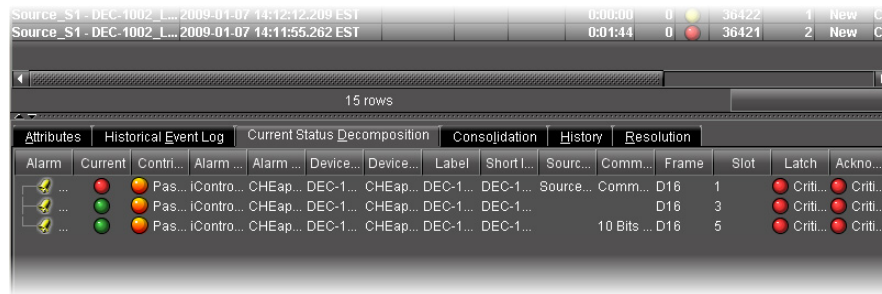 Source_S1 - DEC-1002_L... 2009-01-07 14:12:12.209 EST 0:00:00 0 36422 1 New C
Source_S1 - DEC-1002_L... 2009-01-07 14:11:55.262 EST 0:01:44 0 36421 2 New C
15 rows
Attributes Historical Event Log Current Status Decomposition Consolidation History Resolution
Alarm Current Contri... Alarm ... Alarm ... Device... Device... Label Short l... Sourc... Comm... Frame Slot Latch Ackno...
... Pas... iContro... CHEap... DEC-1... CHEap... DEC-1... DEC-1... Source... Comm... D16 1 Criti... Criti...
... Pas... iContro... CHEap... DEC-1... CHEap... DEC-1... DEC-1... D16 3 Criti... Criti...
... Pas... iContro... CHEap... DEC-1... CHEap... DEC-1... DEC-1... 10 Bits ... D16 5 Criti... Criti...